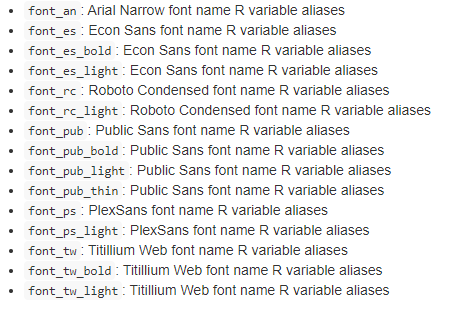 font_an : Arial Narrow font name R variable aliases
font_es : Econ Sans font name R variable aliases
font_es_bold : Econ Sans font name R variable aliases
font_es_light : Econ Sans font name R variable aliases
font_rc : Roboto Condensed font name R variable aliases
font_rc_light : Roboto Condensed font name R variable aliases
font_pub : Public Sans font name R variable aliases
font_pub_bold : Public Sans font name R variable aliases
font_pub_light : Public Sans font name R variable aliases
font_pub_thin : Public Sans font name R variable aliases
font_ps : PlexSans font name R variable aliases
font_ps_light : PlexSans font name R variable aliases
font_tw : Titillium Web font name R variable aliases
font_tw_bold : Titillium Web font name R variable aliases
font_tw_light : Titillium Web font name R variable aliases